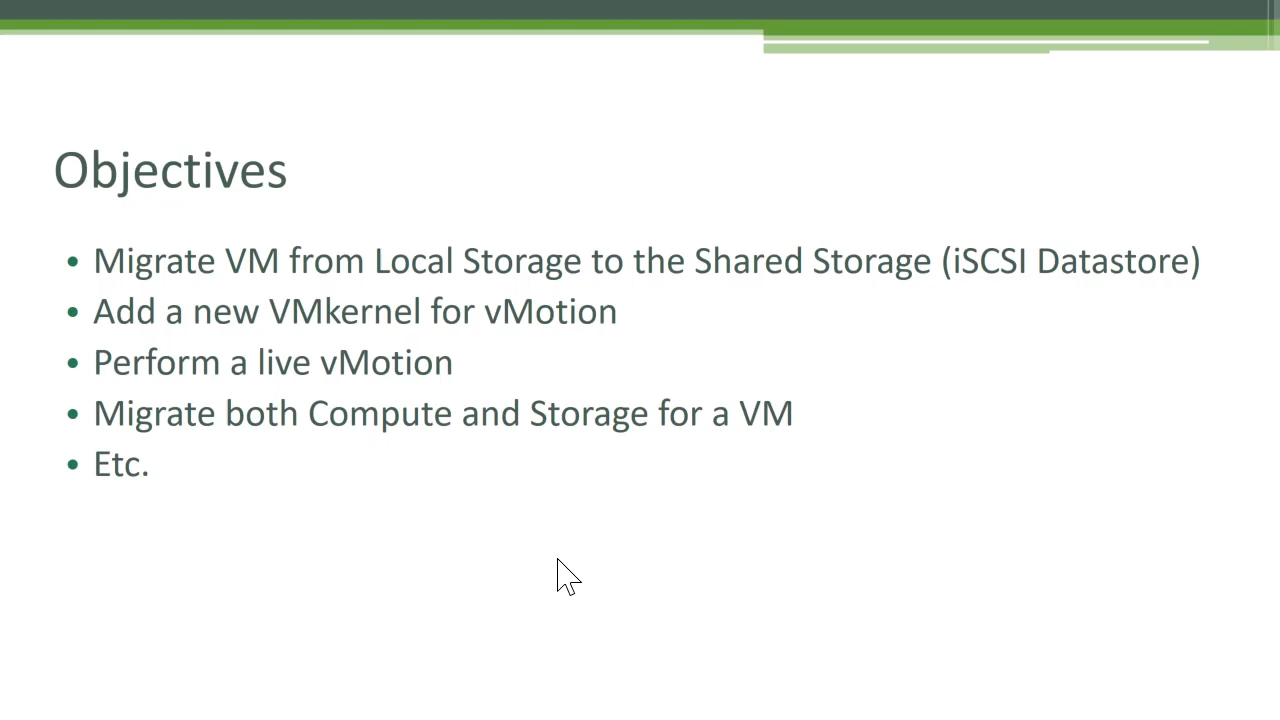 Objectives
• Migrate VM from Local Storage to the Shared Storage (iSCSI Datastore)
• Add a new VMkernel for vMotion
• Perform a live vMotion
• Migrate both Compute and Storage for a VM
• Etc.